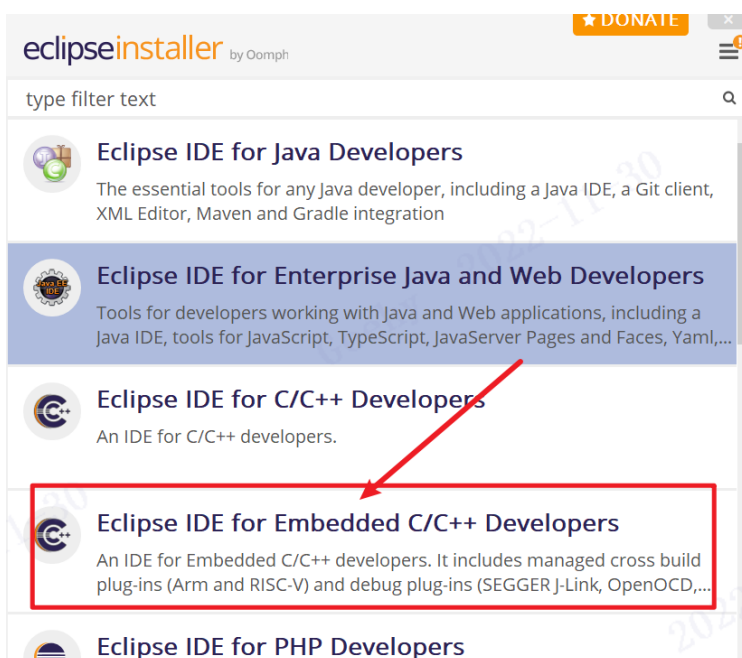 ★ DONATE
eclipseinstaller by Oomph
type filter text
Eclipse IDE for Java Developers
The essential tools for any Java developer, including a Java IDE, a Git client,
XML Editor, Maven and Gradle integration
Eclipse IDE for Enterprise Java and Web Developers
Tools for developers working with Java and Web applications, including a
Java IDE, tools for JavaScript, TypeScript, JavaServer Pages and Faces, Yaml,...
Eclipse IDE for C/C++ Developers
An IDE for C/C++ developers.
Eclipse IDE for Embedded C/C++ Developers
An IDE for Embedded C/C++ developers. It includes managed cross build
plug-ins (Arm and RISC-V) and debug plug-ins (SEGGER J-Link, OpenOCD,...
Eclipse IDE for PHP Developers
2022-11-30